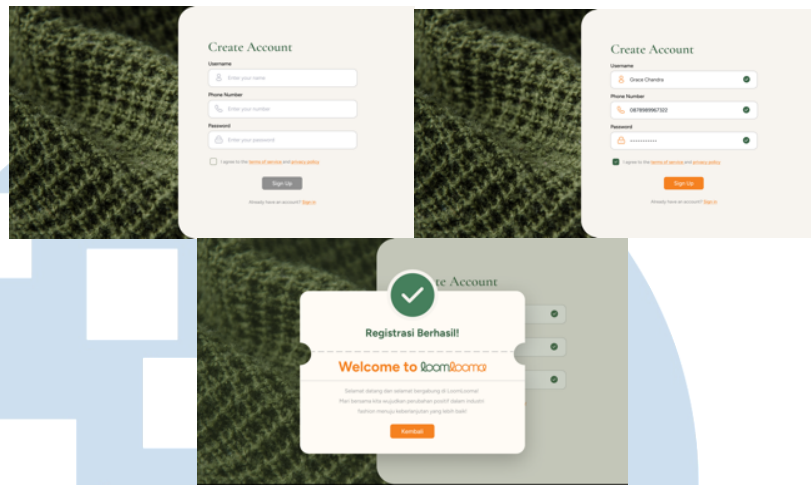 Create Account
Username
Enter your name
Phone Number
Enter your number
Password
Enter your password
I agree to the terms of service and privacy policy
Sign Up
Already have an account? Sign in
Create Account
Username
Grace Chandra
Phone Number
Password
I agree to the terms of service and privacy policy
Sign Up
Already have an account? Sign in
te Account
Registrasi Berhasil!
Welcome to loomlooma
Selamat datang dan selamat bergabung di LoomLooma!
Mari bersama kita wujudkan perubahan positif dalam industri
fashion menuju keberlanjutan yang lebih baik!
Kembali